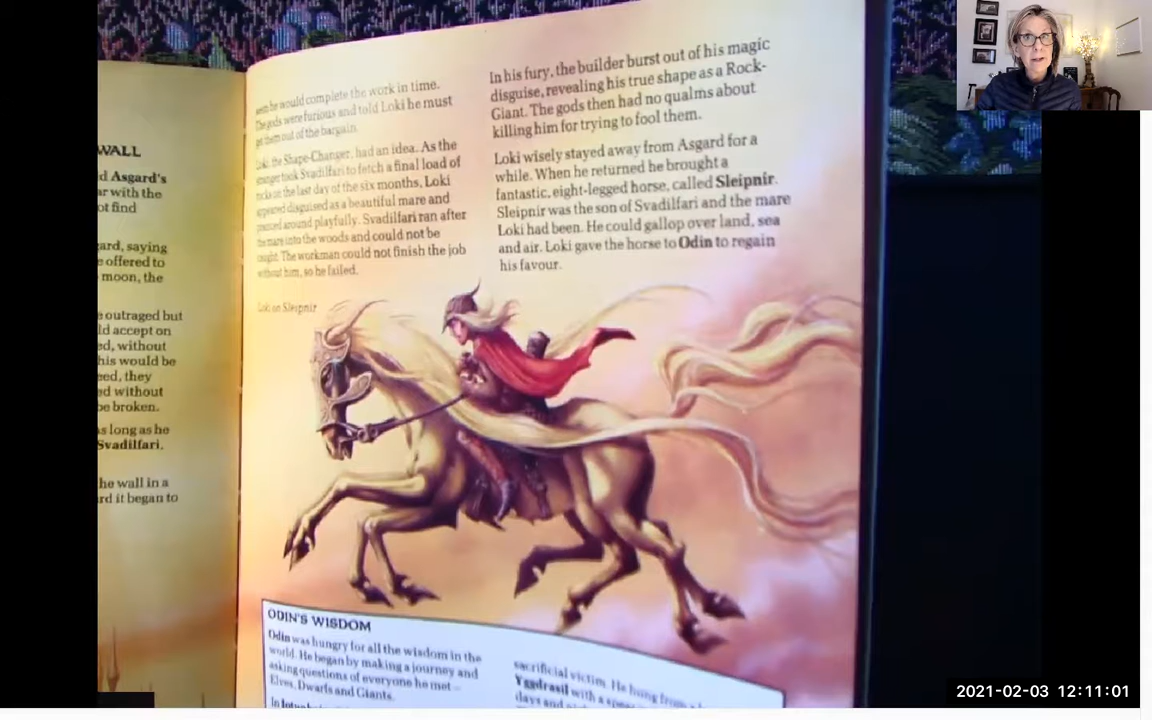 WALL
d Asgard's
ar with the
ot find
ard, saying
e offered to
moon, the
e outraged but
ld accept on
ed, without
his would be
eed, they
ed without
be broken.
as long as he
Svadilfari.
he wall in a
rd it began to
he would complete the work in time.
The gods were furious and told Loki he must
get them out of the bargain.
Loki, the Shape-Changer, had an idea. As the
took Svadilfari to fetch a final load of
rocks on the last day of the six months, Loki
appeared disguised as a beautiful mare and
pranced around playfully. Svadilfari ran after
the mare into the woods and could not be
caught. The workman could not finish the job
without him, so he failed.
Loki on Sleipnir
In his fury, the builder burst out of his magic
disguise, revealing his true shape as a Rock-
Giant. The gods then had no qualms about
killing him for trying to fool them.
Loki wisely stayed away from Asgard for a
while. When he returned he brought a
fantastic, eight-legged horse, called Sleipnir.
Sleipnir was the son of Svadilfari and the mare
Loki had been. He could gallop over land, sea
and air. Loki gave the horse to Odin to regain
his favour.
ODIN'S WISDOM
Odin was hungry for all the wisdom in the
world. He began by making a journey and
asking questions of everyone he met –
Elves, Dwarfs and Giants.
In
sacrificial victim. He hung from a
Yggdrasil with a spear
days and
2021-02-03 12:11:01